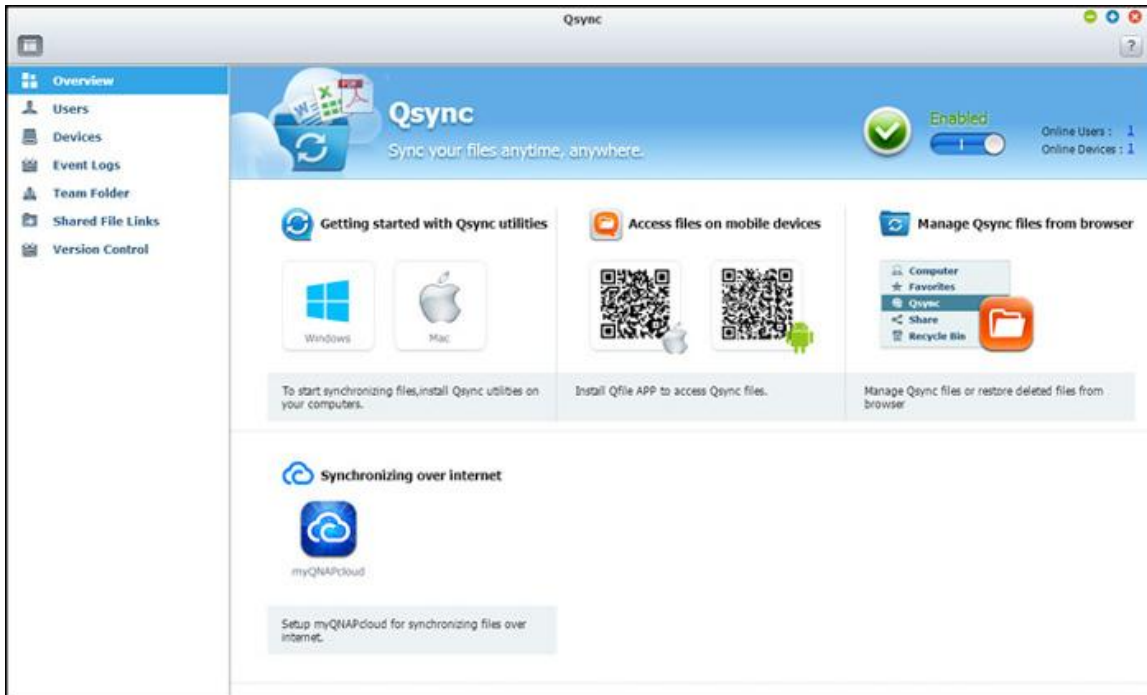 Qsync
?
Overview
Users
Devices
Event Logs
Team Folder
Shared File Links
Version Control
W
X
PDF
Qsync
Sync your files anytime, anywhere.
Enabled
Online Users : 1
Online Devices : 1
Getting started with Qsync utilities
Windows
Mac
To start synchronizing files,install Qsync utilities on
your computers.
Access files on mobile devices
Install Qfile APP to access Qsync files.
Manage Qsync files from browser
Computer
Favorites
Qsync
Share
Recycle Bin
Manage Qsync files or restore deleted files from
browser
Synchronizing over internet
myQNAPcloud
Setup myQNAPcloud for synchronizing files over
internet.